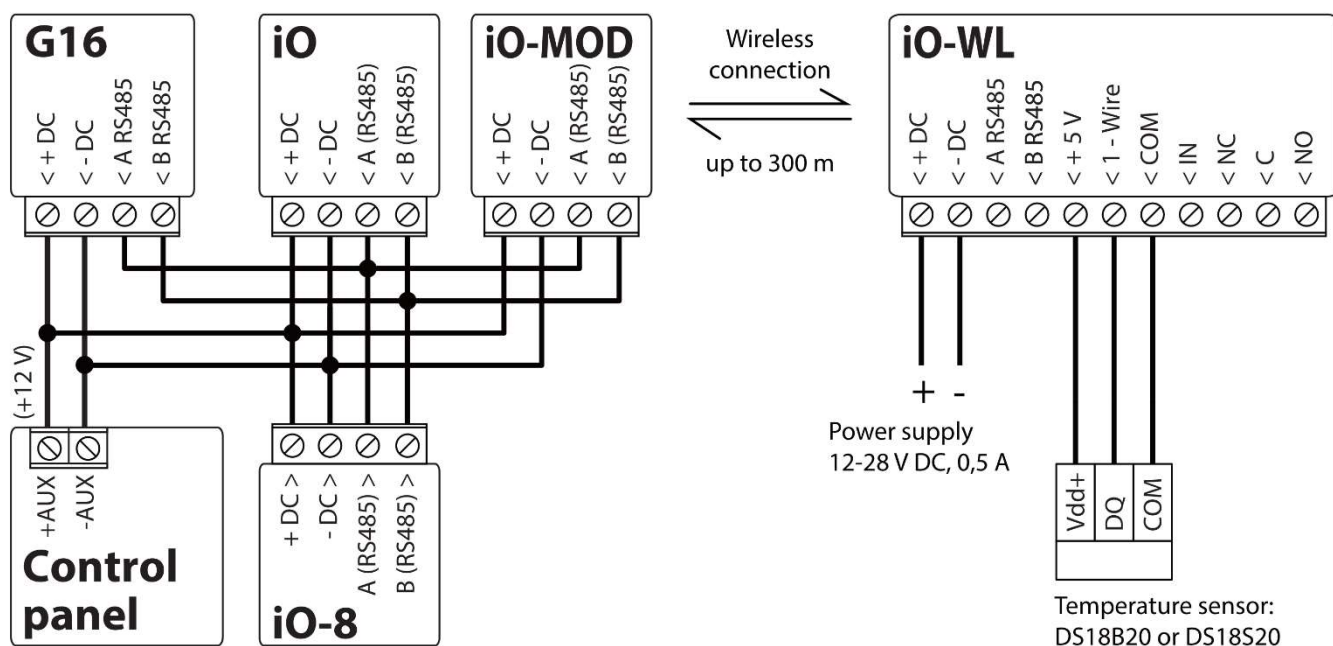 G16
< + DC
< - DC
< A RS485
< B RS485
iO
< + DC
< - DC
< A (RS485)
< B (RS485)
iO-MOD
< + DC
< - DC
< A (RS485)
< B (RS485)
Wireless
connection
up to 300 m
iO-WL
< + DC
< - DC
< A RS485
< B RS485
< + 5 V
< 1 - Wire
< COM
< IN
< NC
< C
< NO
(+12 V)
+AUX
-AUX
Control
panel
+ DC >
- DC >
A (RS485) >
B (RS485) >
iO-8
+ -
Power supply
12-28 V DC, 0,5 A
Vdd+
DQ
COM
Temperature sensor:
DS18B20 or DS18S20